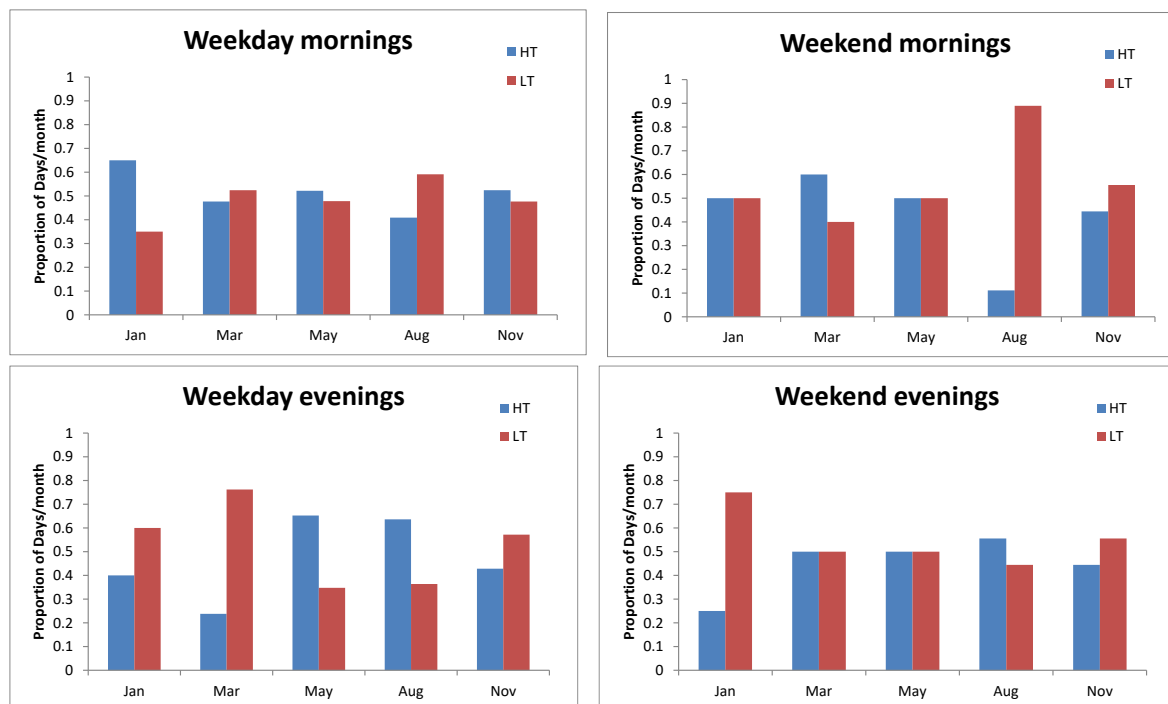 Weekday mornings
HT
LT
Proportion of Days/month
1
0.9
0.8
0.7
0.6
0.5
0.4
0.3
0.2
0.1
0
Jan Mar May Aug Nov
Weekend mornings
HT
LT
Proportion of Days/month
1
0.9
0.8
0.7
0.6
0.5
0.4
0.3
0.2
0.1
0
Jan Mar May Aug Nov
Weekday evenings
HT
LT
Proportion of Days/month
1
0.9
0.8
0.7
0.6
0.5
0.4
0.3
0.2
0.1
0
Jan Mar May Aug Nov
Weekend evenings
HT
LT
Proportion of Days/month
1
0.9
0.8
0.7
0.6
0.5
0.4
0.3
0.2
0.1
0
Jan Mar May Aug Nov